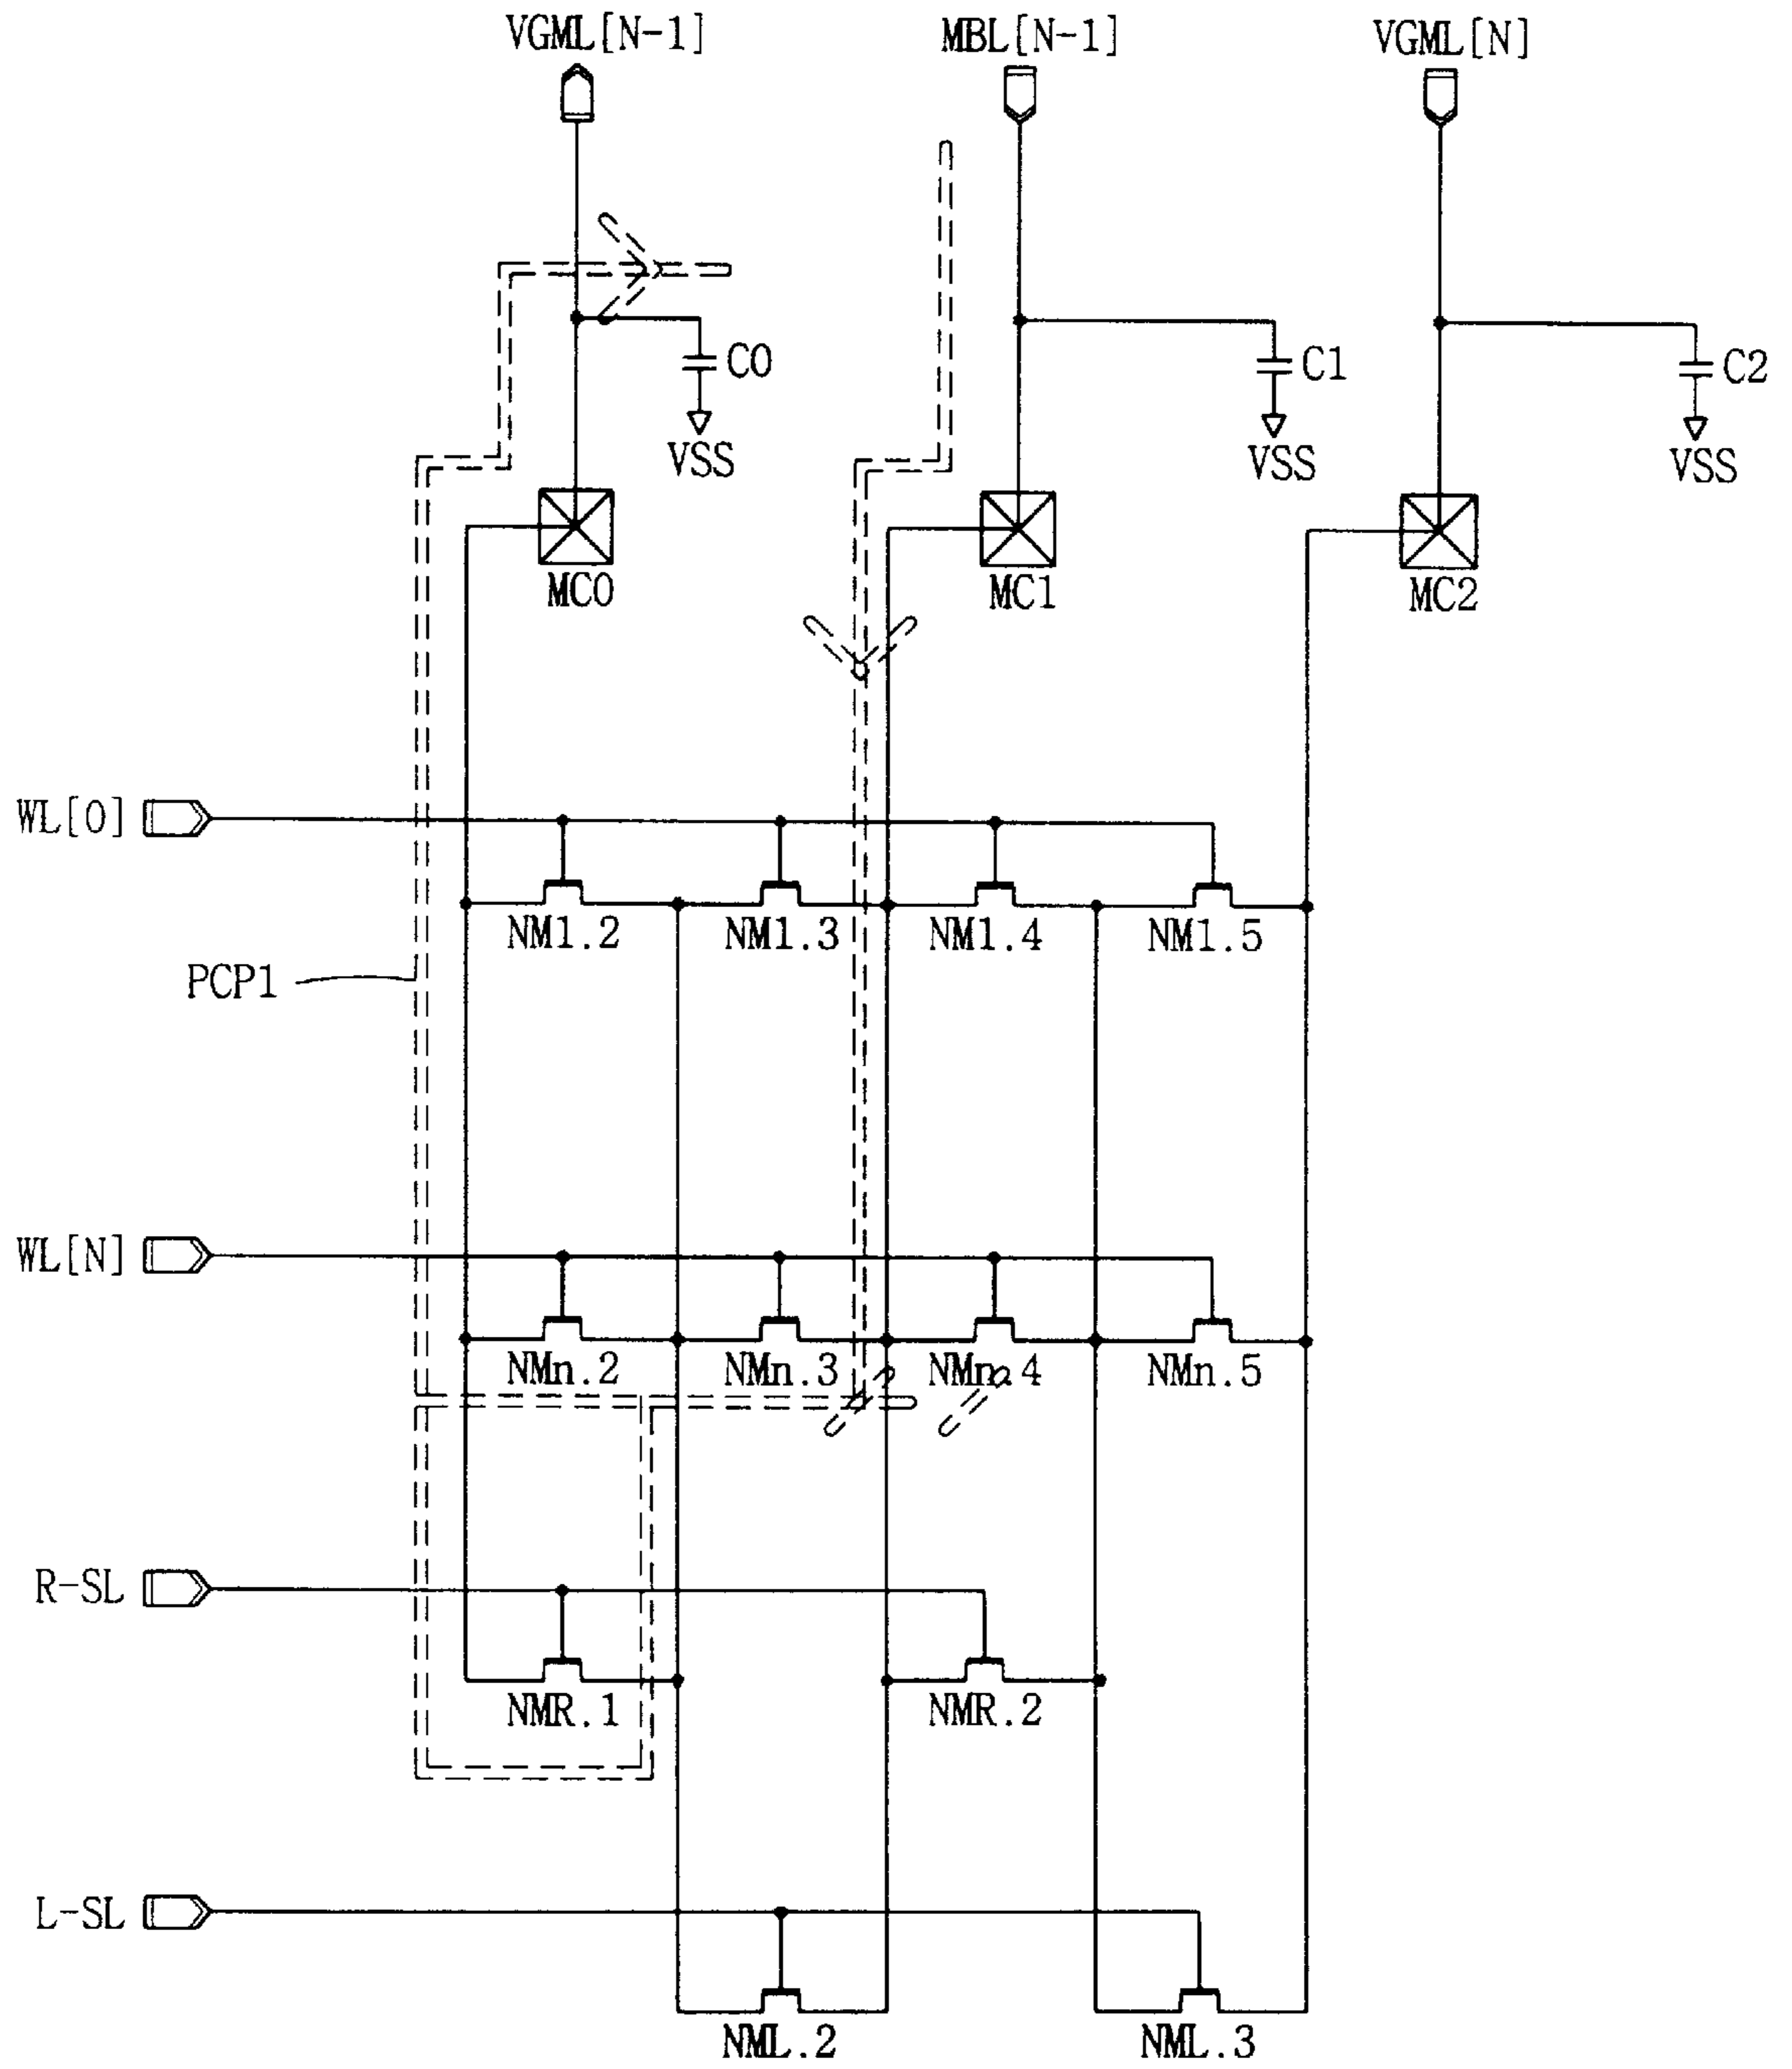 VGML[N-1] MBL[N-1] VGML[N]
C0 C1 C2
VSS VSS VSS
MC0 MC1 MC2
WL[0]
NM1.2 NM1.3 NM1.4 NM1.5
PCP1
WL[N]
NMn.2 NMn.3 NMn.4 NMn.5
R-SL
NMR.1 NMR.2
L-SL
NML.2 NML.3